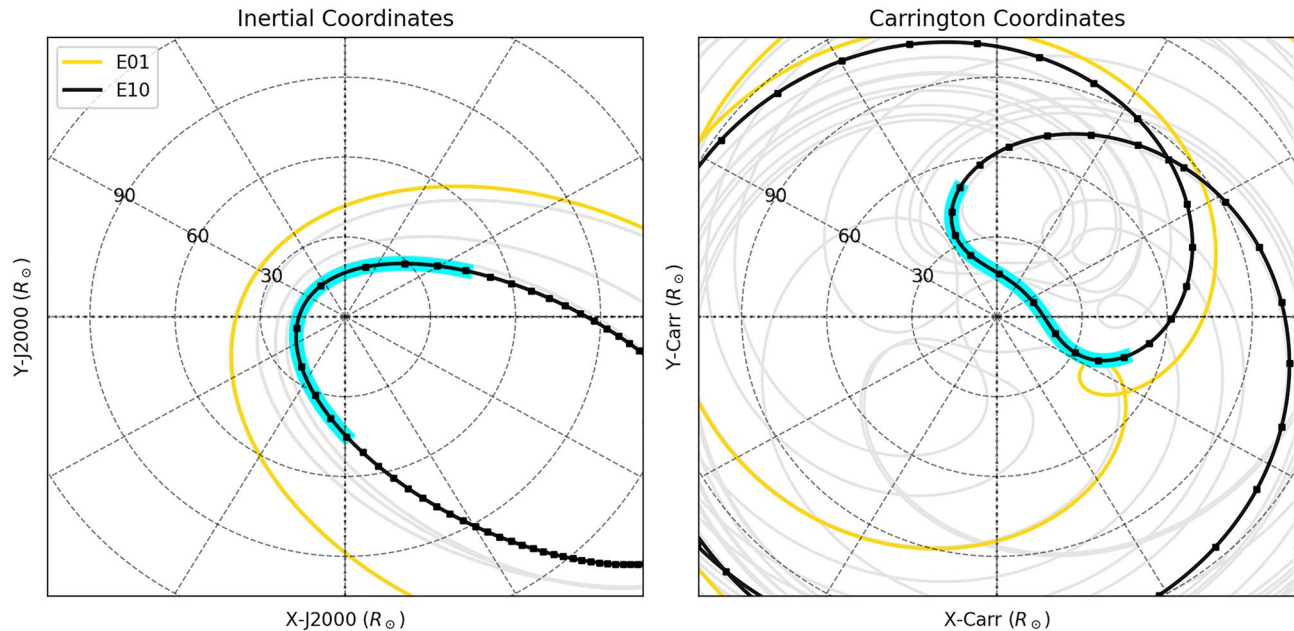 Inertial Coordinates
E01
E10
90
60
30
Y-J2000 (R☉)
X-J2000 (R☉)
Carrington Coordinates
90
60
30
Y-Carr (R☉)
X-Carr (R☉)